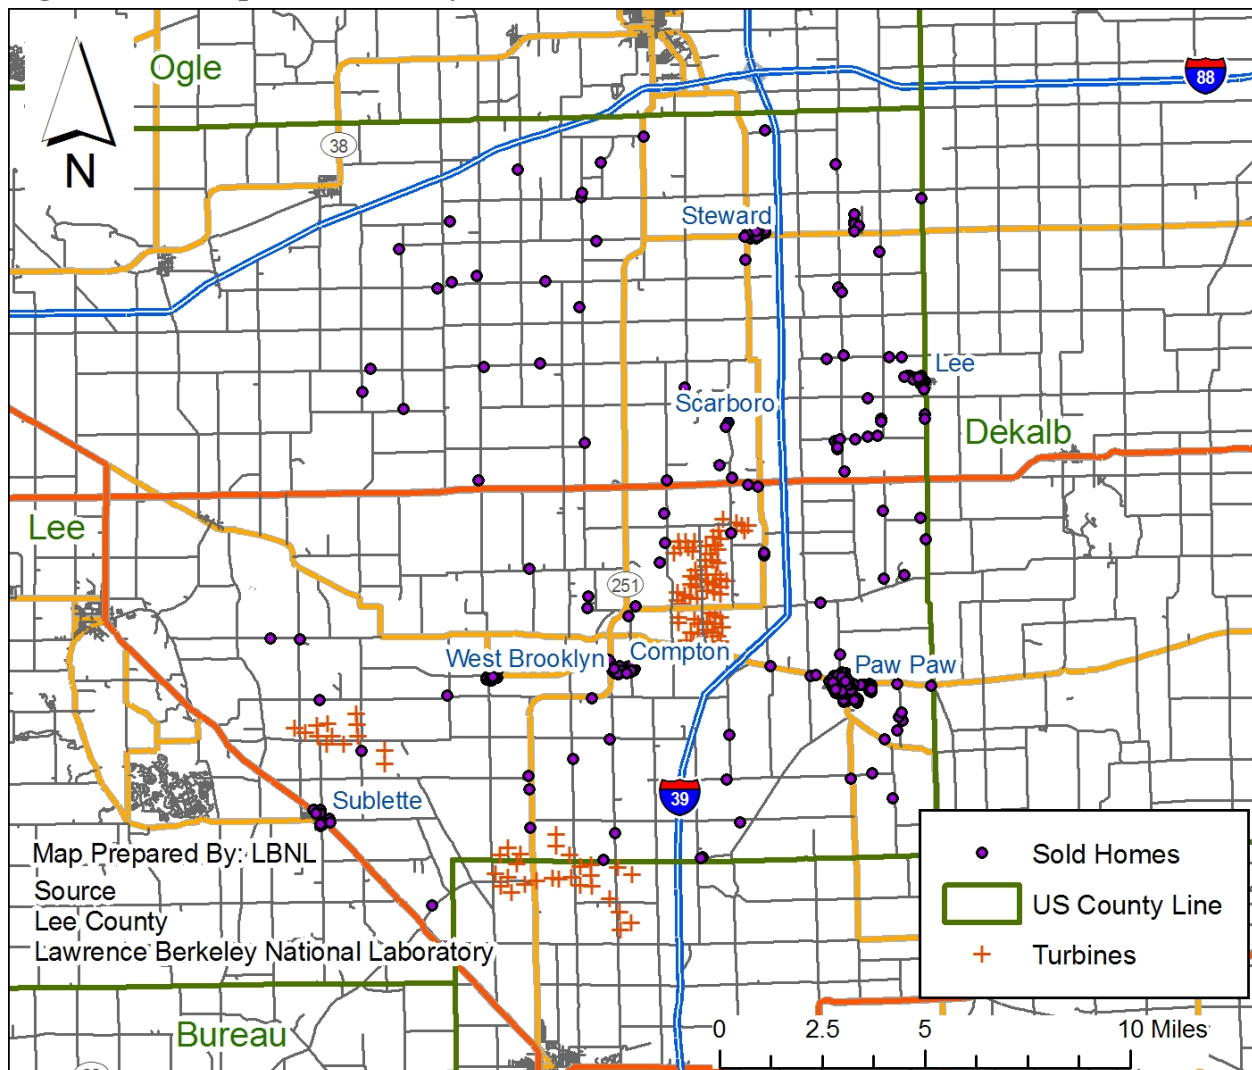 Ogle
88
38
N
Steward
Lee
Scarboro
Dekalb
Lee
251
West Brooklyn
Compton
Paw Paw
39
Sublette
Map Prepared By: LBNL
Source
Lee County
Lawrence Berkeley National Laboratory
Sold Homes
US County Line
Turbines
Bureau
0 2.5 5 10 Miles